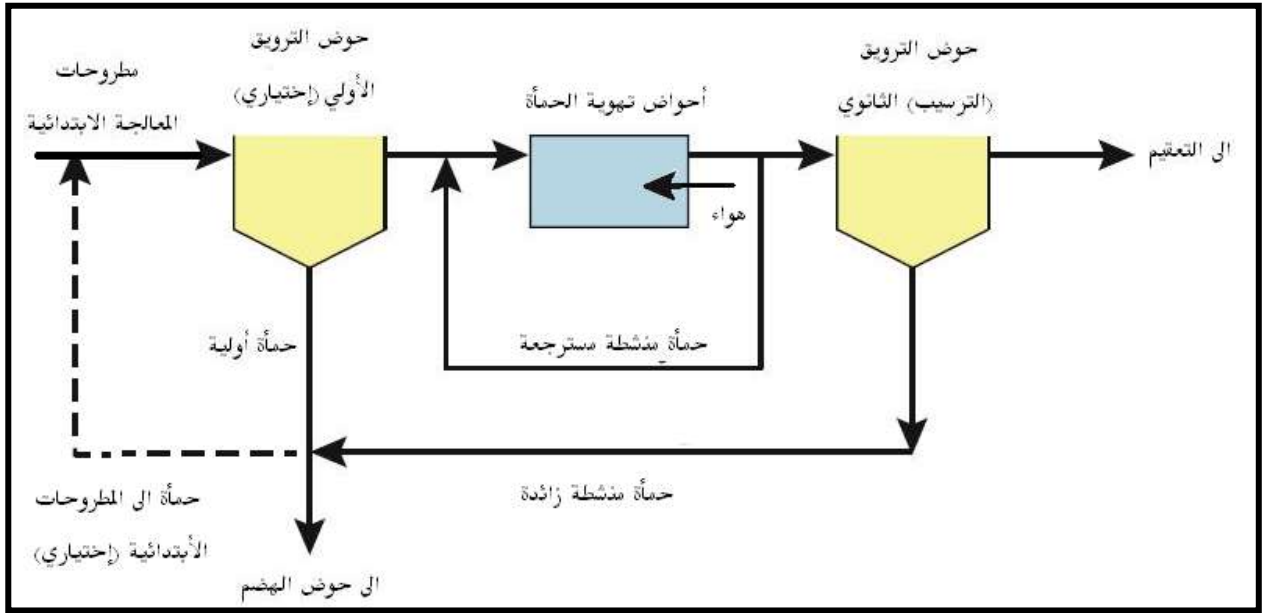 حوض الترويق
الأولي (إختياري)
حوض الترويق
(الترسيب) الثانوي
مطروحات
المعالجة الابتدائية
أحواض تهوية الحمأة
الى التعقيم
هواء
حمأة أولية
حمأة منشطة مسترجعة
حمأة منشطة زائدة
حمأة الى المطروحات
الأبتدائية (إختياري)
الى حوض الهضم